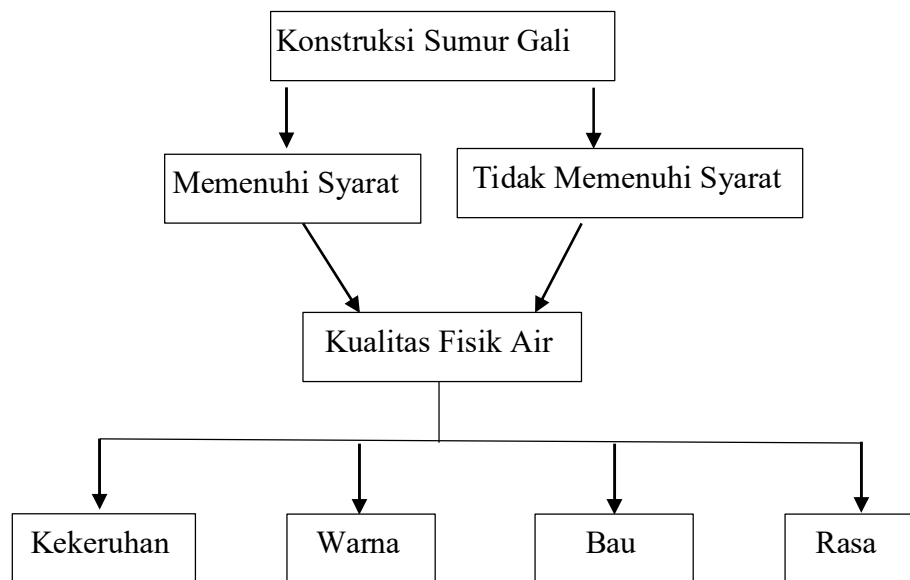 Konstruksi Sumur Gali
Memenuhi Syarat
Tidak Memenuhi Syarat
Kualitas Fisik Air
Kekeruhan
Warna
Bau
Rasa